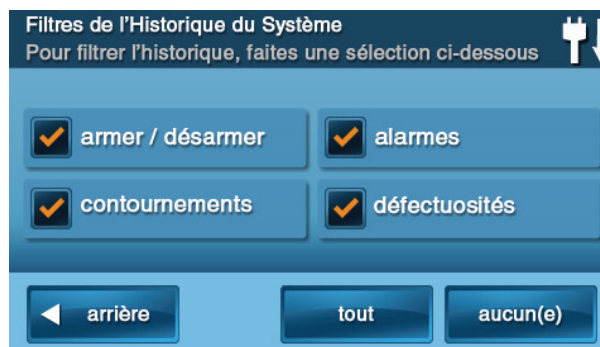 Filtres de l'Historique du Système
Pour filtrer l'historique, faites une sélection ci-dessous
armer / désarmer
alarmes
contournements
défectuosités
arrière
tout
aucun(e)